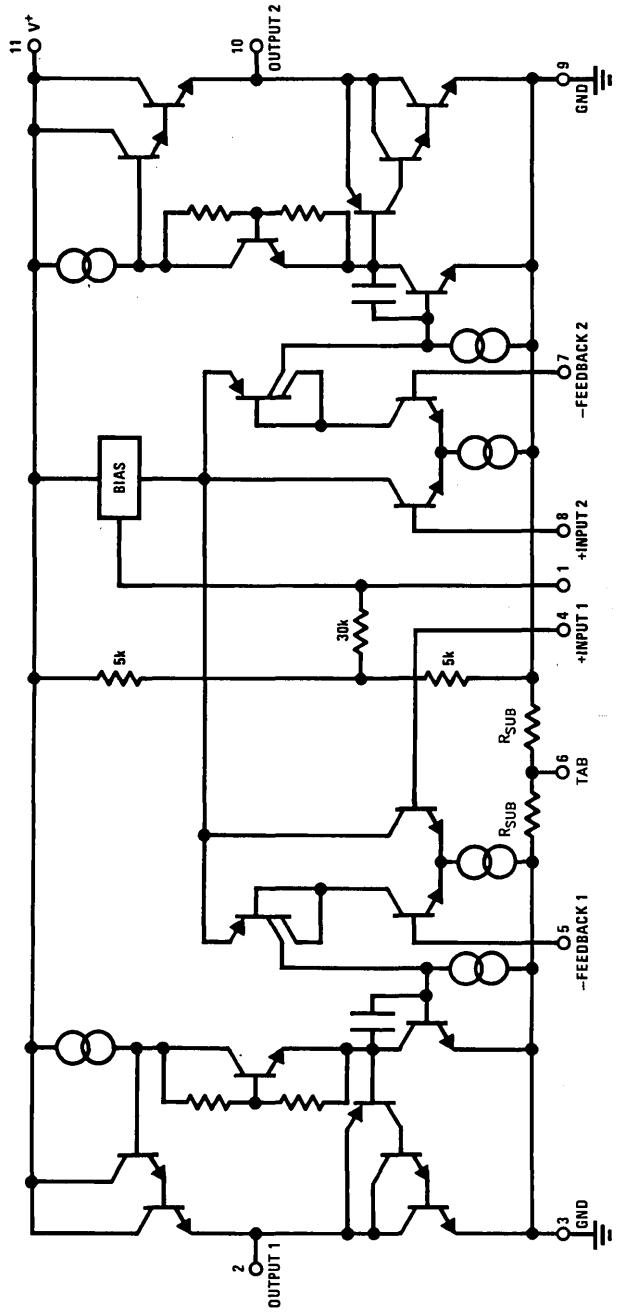 11 V+
10
OUTPUT 2
9
GND
7
−FEEDBACK 2
BIAS
8
+INPUT 2
1
30k
4
+INPUT 1
5k
5k
RSUB
6
TAB
RSUB
5
−FEEDBACK 1
2
OUTPUT 1
3
GND